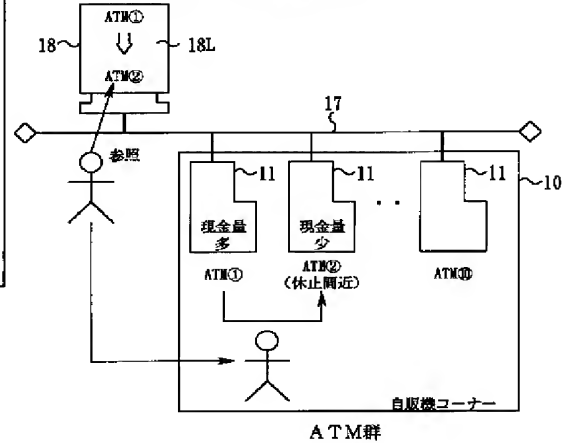 ATM①
⇩
ATM②
18
18L
17
参照
11
11
11
10
現金量
多
現金量
少
ATM①
ATM②
(休止間近)
ATM⑩
自販機コーナー
ATM群